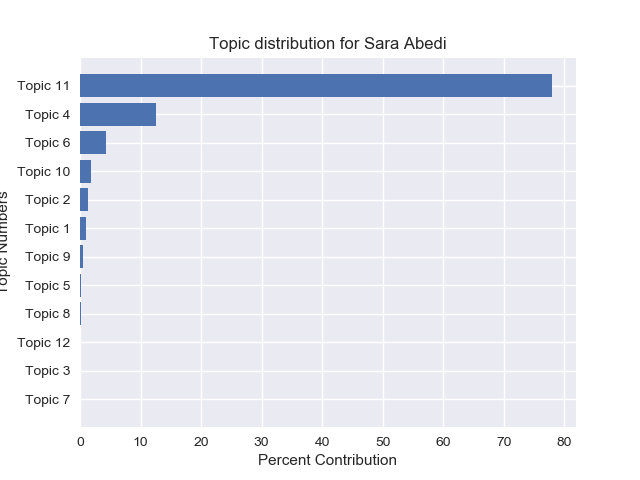 Topic distribution for Sara Abedi
Topic 11
Topic 4
Topic 6
Topic 10
Topic 2
Topic 1
Topic 9
Topic 5
Topic 8
Topic 12
Topic 3
Topic 7
Topic Numbers
0 10 20 30 40 50 60 70 80
Percent Contribution